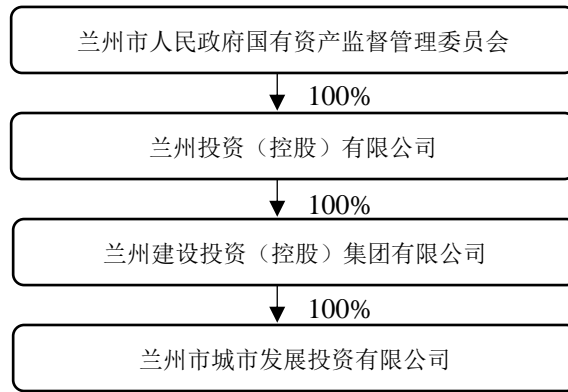 兰州市人民政府国有资产监督管理委员会
100%
兰州投资（控股）有限公司
100%
兰州建设投资（控股）集团有限公司
100%
兰州市城市发展投资有限公司